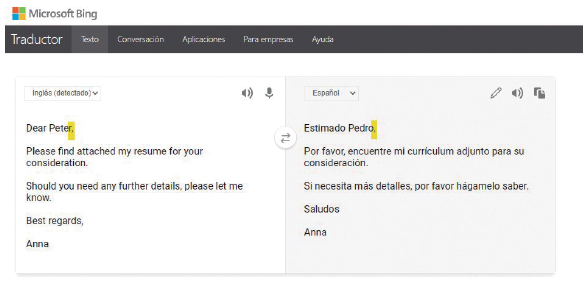 Microsoft Bing
Traductor Texto Conversación Aplicaciones Para empresas Ayuda
Inglés (detectado)
Dear Peter,
Please find attached my resume for your
consideration.
Should you need any further details, please let me
know.
Best regards,
Anna
Español
Estimado Pedro,
Por favor, encuentre mi currículum adjunto para su
consideración.
Si necesita más detalles, por favor hágamelo saber.
Saludos
Anna